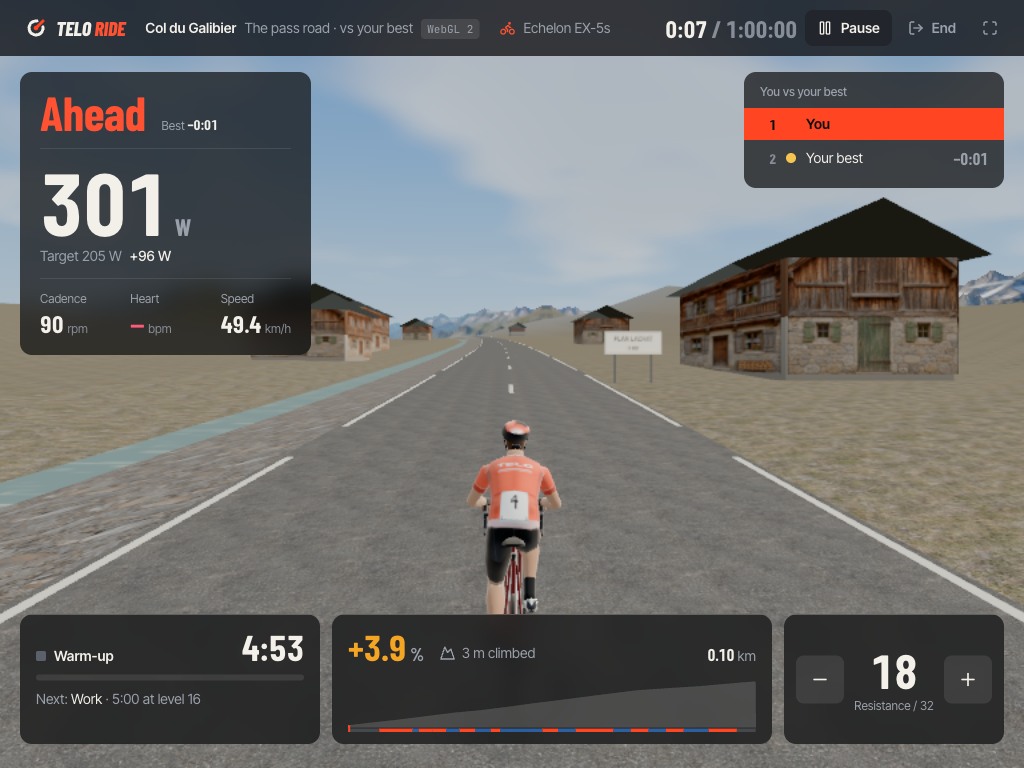 TELO RIDE
Col du Galibier The pass road · vs your best WebGL 2
Echelon EX-5s
0:07 / 1:00:00
Pause
End
Ahead Best −0:01
301 W
Target 205 W +96 W
Cadence Heart Speed
90 rpm – bpm 49.4 km/h
You vs your best
1 You
2 Your best −0:01
TELO
4
Warm-up 4:53
Next: Work · 5:00 at level 16
+3.9 % 3 m climbed 0.10 km
− 18 +
Resistance / 32